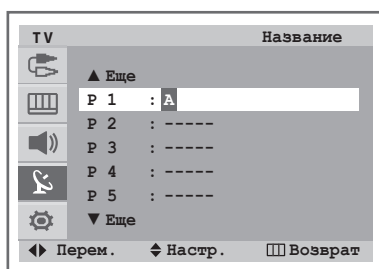 TV Название
▲ Еще
P 1 : A
P 2 : -----
P 3 : -----
P 4 : -----
P 5 : -----
▼ Еще
Перем. Настр. Возврат